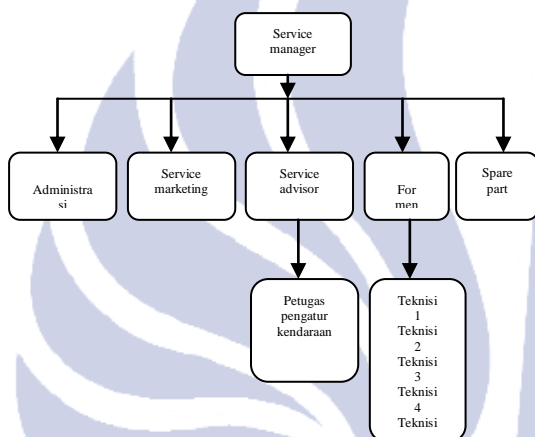 Service
manager
Administra
si
Service
marketing
Service
advisor
For
men
Spare
part
Petugas
pengatur
kendaraan
Teknisi
1
Teknisi
2
Teknisi
3
Teknisi
4
Teknisi